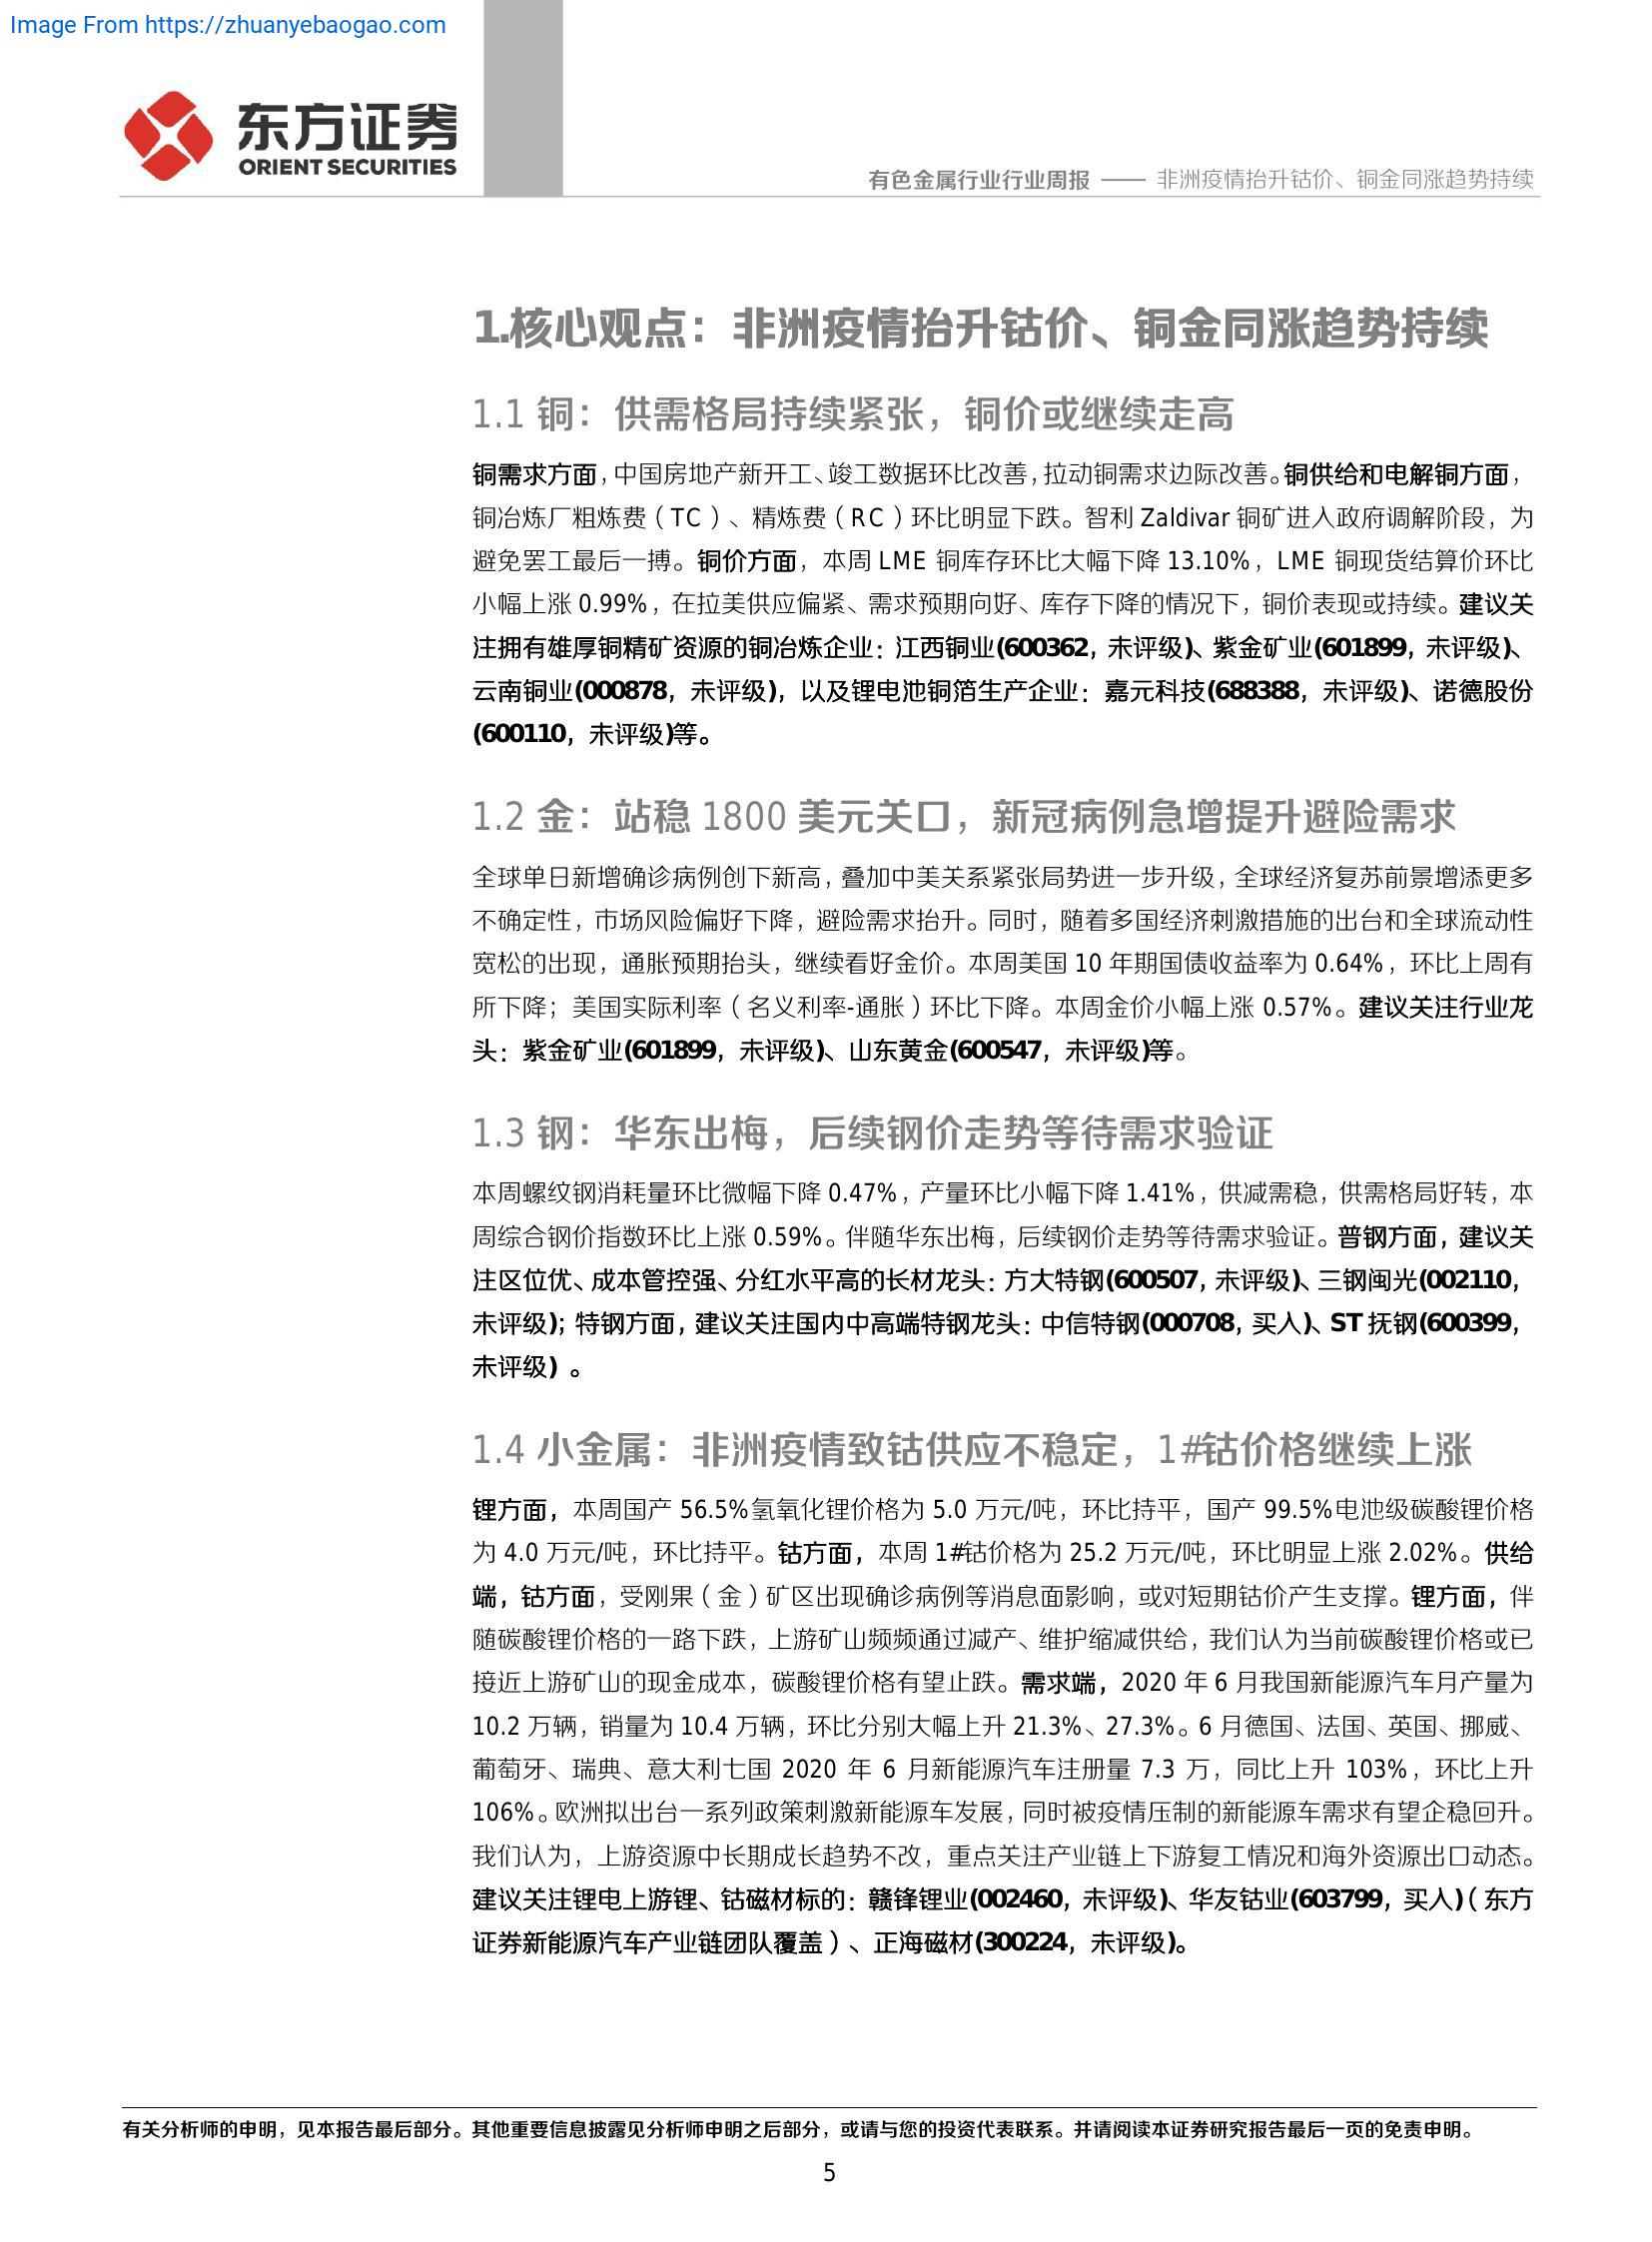 Image From https://zhuanyebaogao.com
东方证券
ORIENT SECURITIES
有色金属行业行业周报 —— 非洲疫情抬升钴价、铜金同涨趋势持续
1.核心观点：非洲疫情抬升钴价、铜金同涨趋势持续
1.1 铜：供需格局持续紧张，铜价或继续走高
铜需求方面，中国房地产新开工、竣工数据环比改善，拉动铜需求边际改善。铜供给和电解铜方面，
铜冶炼厂粗炼费（TC）、精炼费（RC）环比明显下跌。智利 Zaldivar 铜矿进入政府调解阶段，为
避免罢工最后一搏。铜价方面，本周 LME 铜库存环比大幅下降 13.10%，LME 铜现货结算价环比
小幅上涨 0.99%，在拉美供应偏紧、需求预期向好、库存下降的情况下，铜价表现或持续。建议关
注拥有雄厚铜精矿资源的铜冶炼企业：江西铜业(600362，未评级)、紫金矿业(601899，未评级)、
云南铜业(000878，未评级)，以及锂电池铜箔生产企业：嘉元科技(688388，未评级)、诺德股份
(600110，未评级)等。
1.2 金：站稳 1800 美元关口，新冠病例急增提升避险需求
全球单日新增确诊病例创下新高，叠加中美关系紧张局势进一步升级，全球经济复苏前景增添更多
不确定性，市场风险偏好下降，避险需求抬升。同时，随着多国经济刺激措施的出台和全球流动性
宽松的出现，通胀预期抬头，继续看好金价。本周美国 10 年期国债收益率为 0.64%，环比上周有
所下降；美国实际利率（名义利率-通胀）环比下降。本周金价小幅上涨 0.57%。建议关注行业龙
头：紫金矿业(601899，未评级)、山东黄金(600547，未评级)等。
1.3 钢：华东出梅，后续钢价走势等待需求验证
本周螺纹钢消耗量环比微幅下降 0.47%，产量环比小幅下降 1.41%，供减需稳，供需格局好转，本
周综合钢价指数环比上涨 0.59%。伴随华东出梅，后续钢价走势等待需求验证。普钢方面，建议关
注区位优、成本管控强、分红水平高的长材龙头：方大特钢(600507，未评级)、三钢闽光(002110，
未评级)；特钢方面，建议关注国内中高端特钢龙头：中信特钢(000708，买入)、ST 抚钢(600399，
未评级) 。
1.4 小金属：非洲疫情致钴供应不稳定，1#钴价格继续上涨
锂方面，本周国产 56.5%氢氧化锂价格为 5.0 万元/吨，环比持平，国产 99.5%电池级碳酸锂价格
为 4.0 万元/吨，环比持平。钴方面，本周 1#钴价格为 25.2 万元/吨，环比明显上涨 2.02%。供给
端，钴方面，受刚果（金）矿区出现确诊病例等消息面影响，或对短期钴价产生支撑。锂方面，伴
随碳酸锂价格的一路下跌，上游矿山频频通过减产、维护缩减供给，我们认为当前碳酸锂价格或已
接近上游矿山的现金成本，碳酸锂价格有望止跌。需求端，2020 年 6 月我国新能源汽车月产量为
10.2 万辆，销量为 10.4 万辆，环比分别大幅上升 21.3%、27.3%。6 月德国、法国、英国、挪威、
葡萄牙、瑞典、意大利七国 2020 年 6 月新能源汽车注册量 7.3 万，同比上升 103%，环比上升
106%。欧洲拟出台一系列政策刺激新能源车发展，同时被疫情压制的新能源车需求有望企稳回升。
我们认为，上游资源中长期成长趋势不改，重点关注产业链上下游复工情况和海外资源出口动态。
建议关注锂电上游锂、钴磁材标的：赣锋锂业(002460，未评级)、华友钴业(603799，买入)（东方
证券新能源汽车产业链团队覆盖）、正海磁材(300224，未评级)。
有关分析师的申明，见本报告最后部分。其他重要信息披露见分析师申明之后部分，或请与您的投资代表联系。并请阅读本证券研究报告最后一页的免责申明。
5